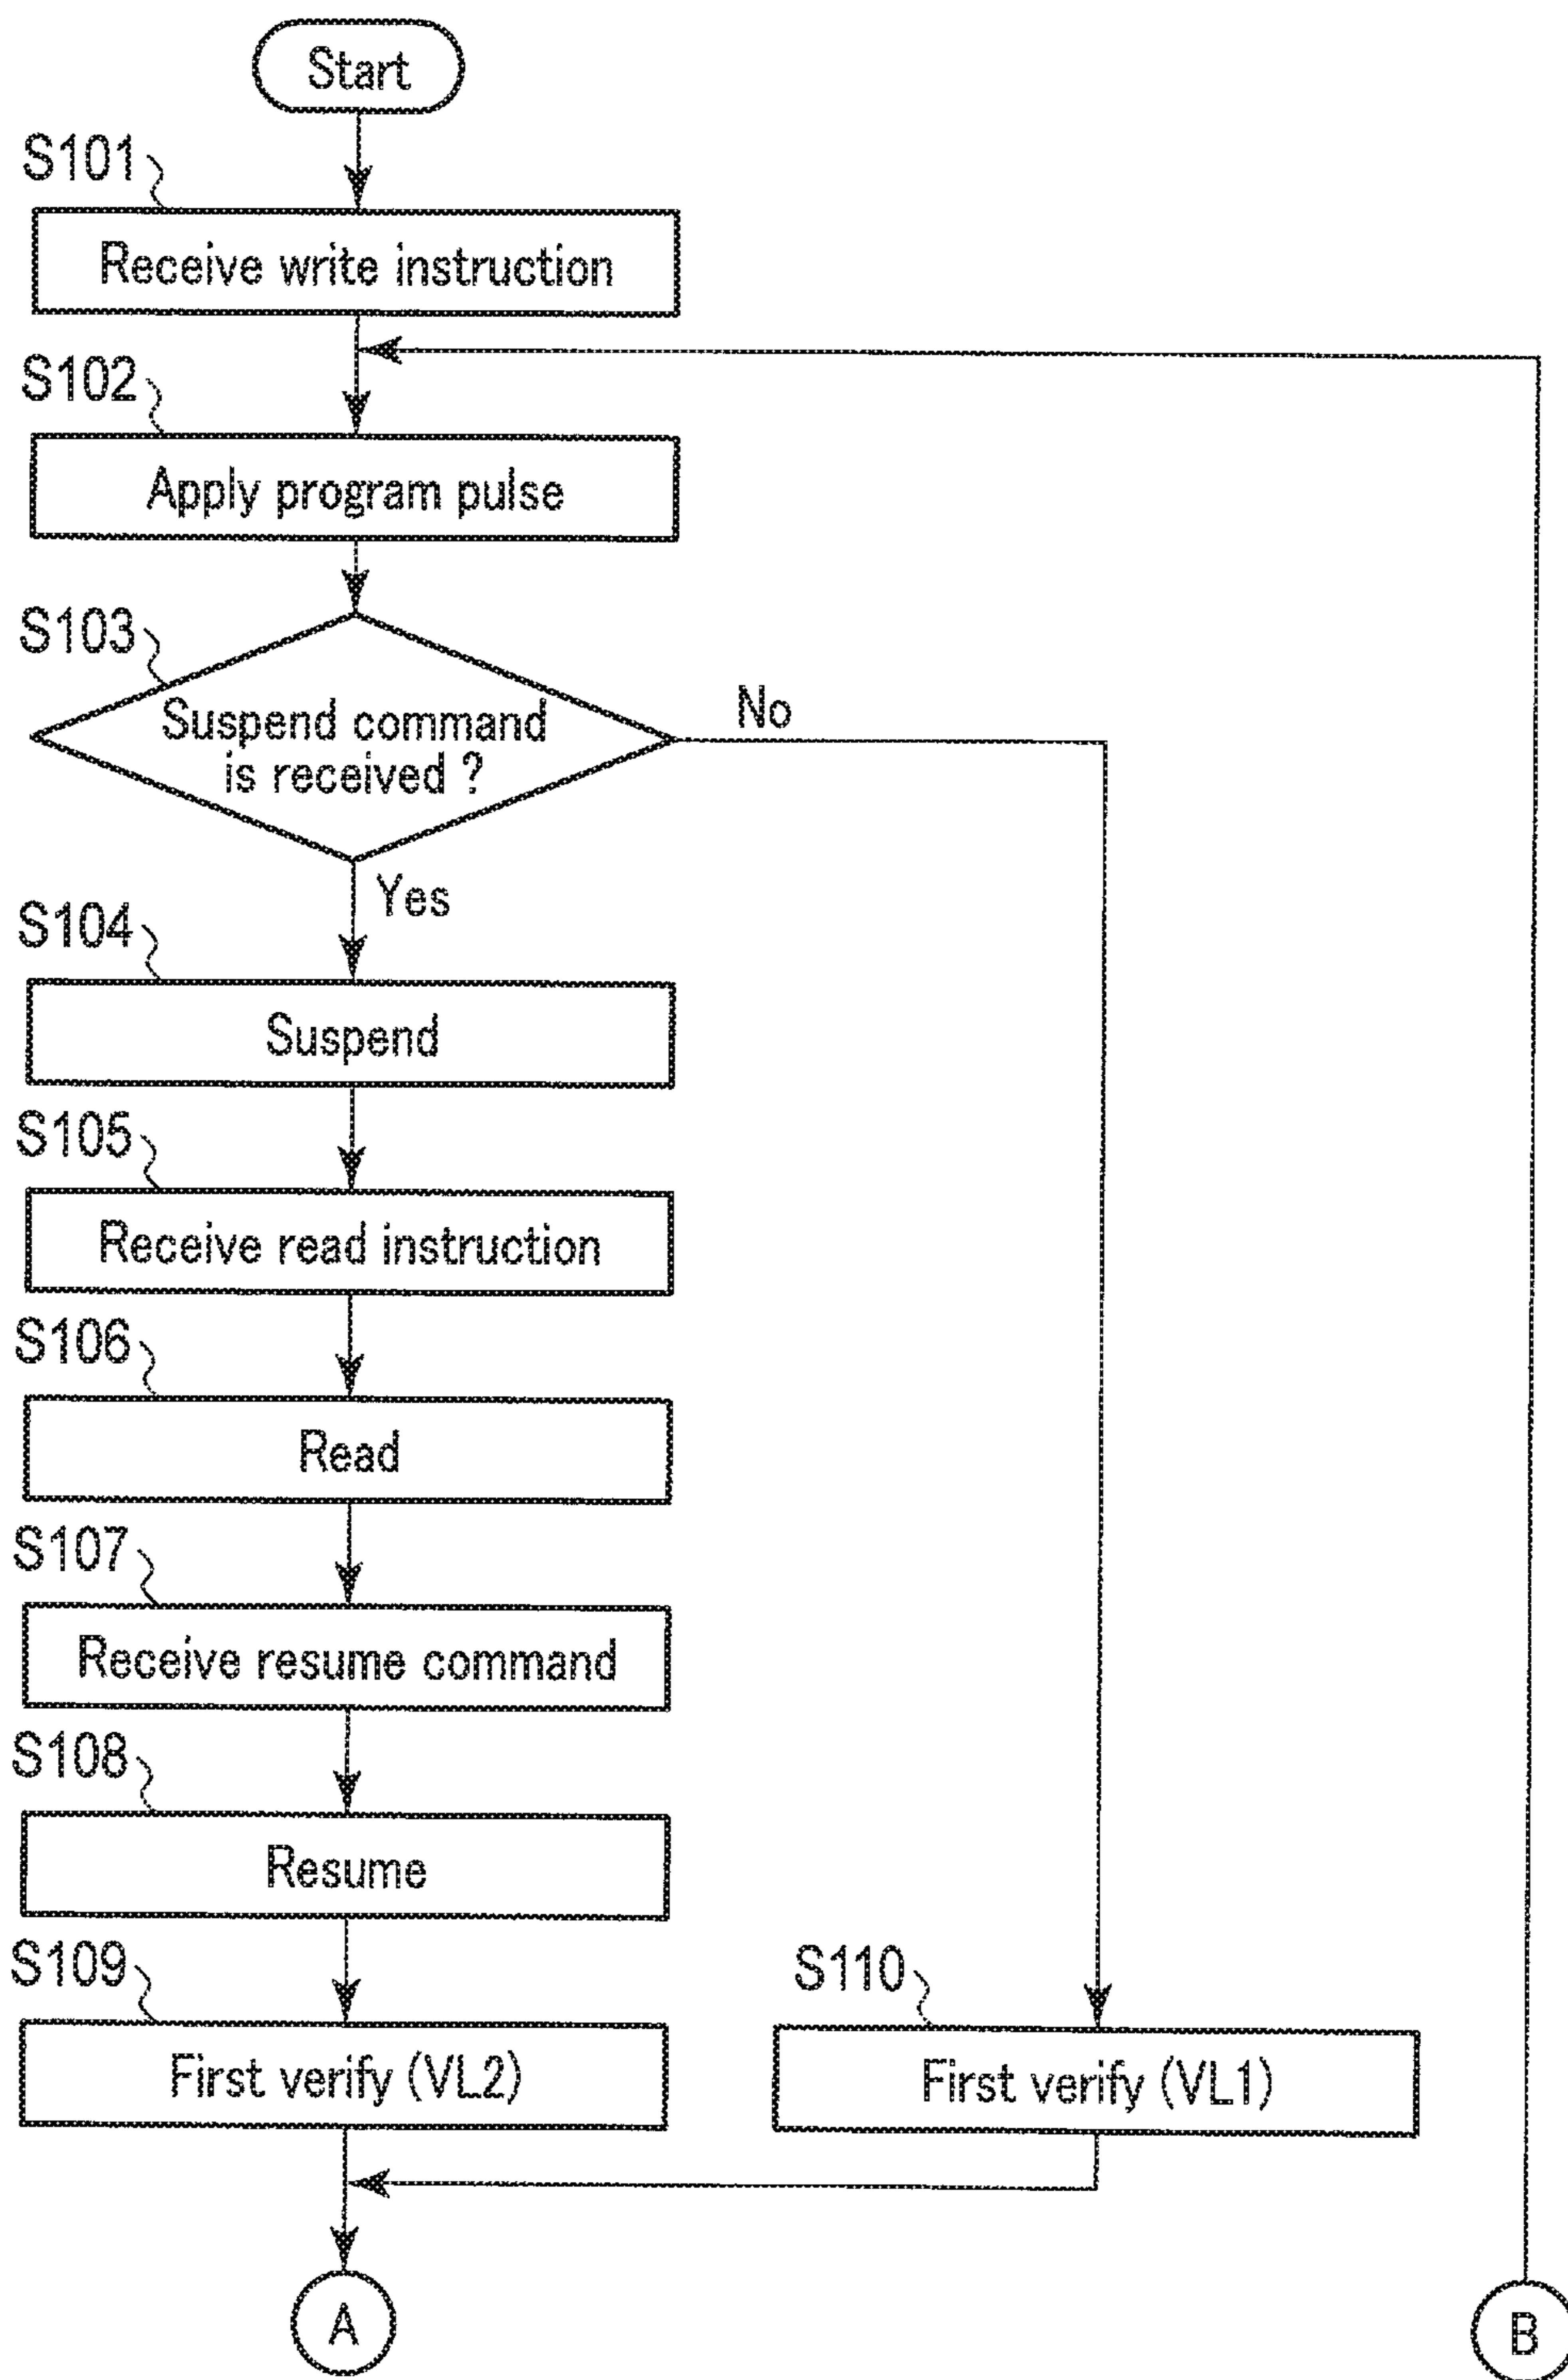 Start
S101
Receive write instruction
S102
Apply program pulse
S103
Suspend command
is received ?
No
Yes
S104
Suspend
S105
Receive read instruction
S106
Read
S107
Receive resume command
S108
Resume
S109
First verify (VL2)
S110
First verify (VL1)
A
B